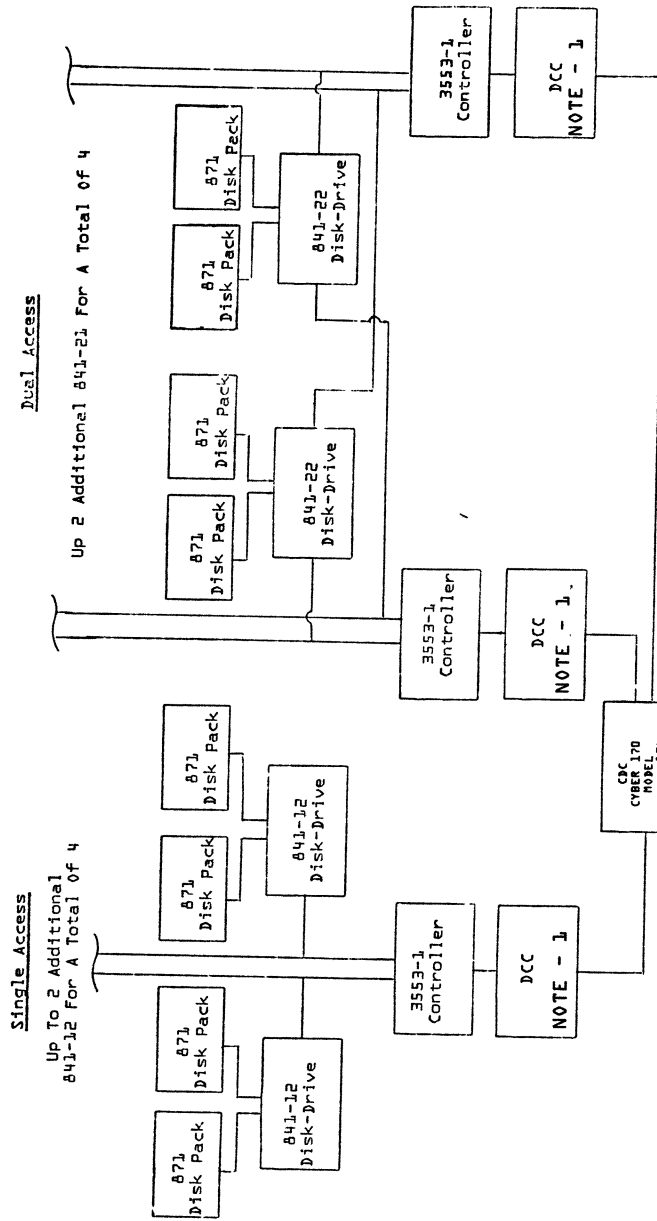 Single Access
Up To 2 Additional
841-12 For A Total Of 4
871
Disk Pack
871
Disk Pack
871
Disk Pack
871
Disk Pack
841-12
Disk-Drive
841-12
Disk-Drive
3553-1
Controller
DCC
NOTE - 1
Dual Access
Up 2 Additional 841-21 For A Total Of 4
871
Disk Pack
871
Disk Pack
871
Disk Pack
871
Disk Pack
841-22
Disk-Drive
841-22
Disk-Drive
3553-1
Controller
3553-1
Controller
DCC
NOTE - 1.
DCC
NOTE - 1
CDC
CYBER 170
MODEL